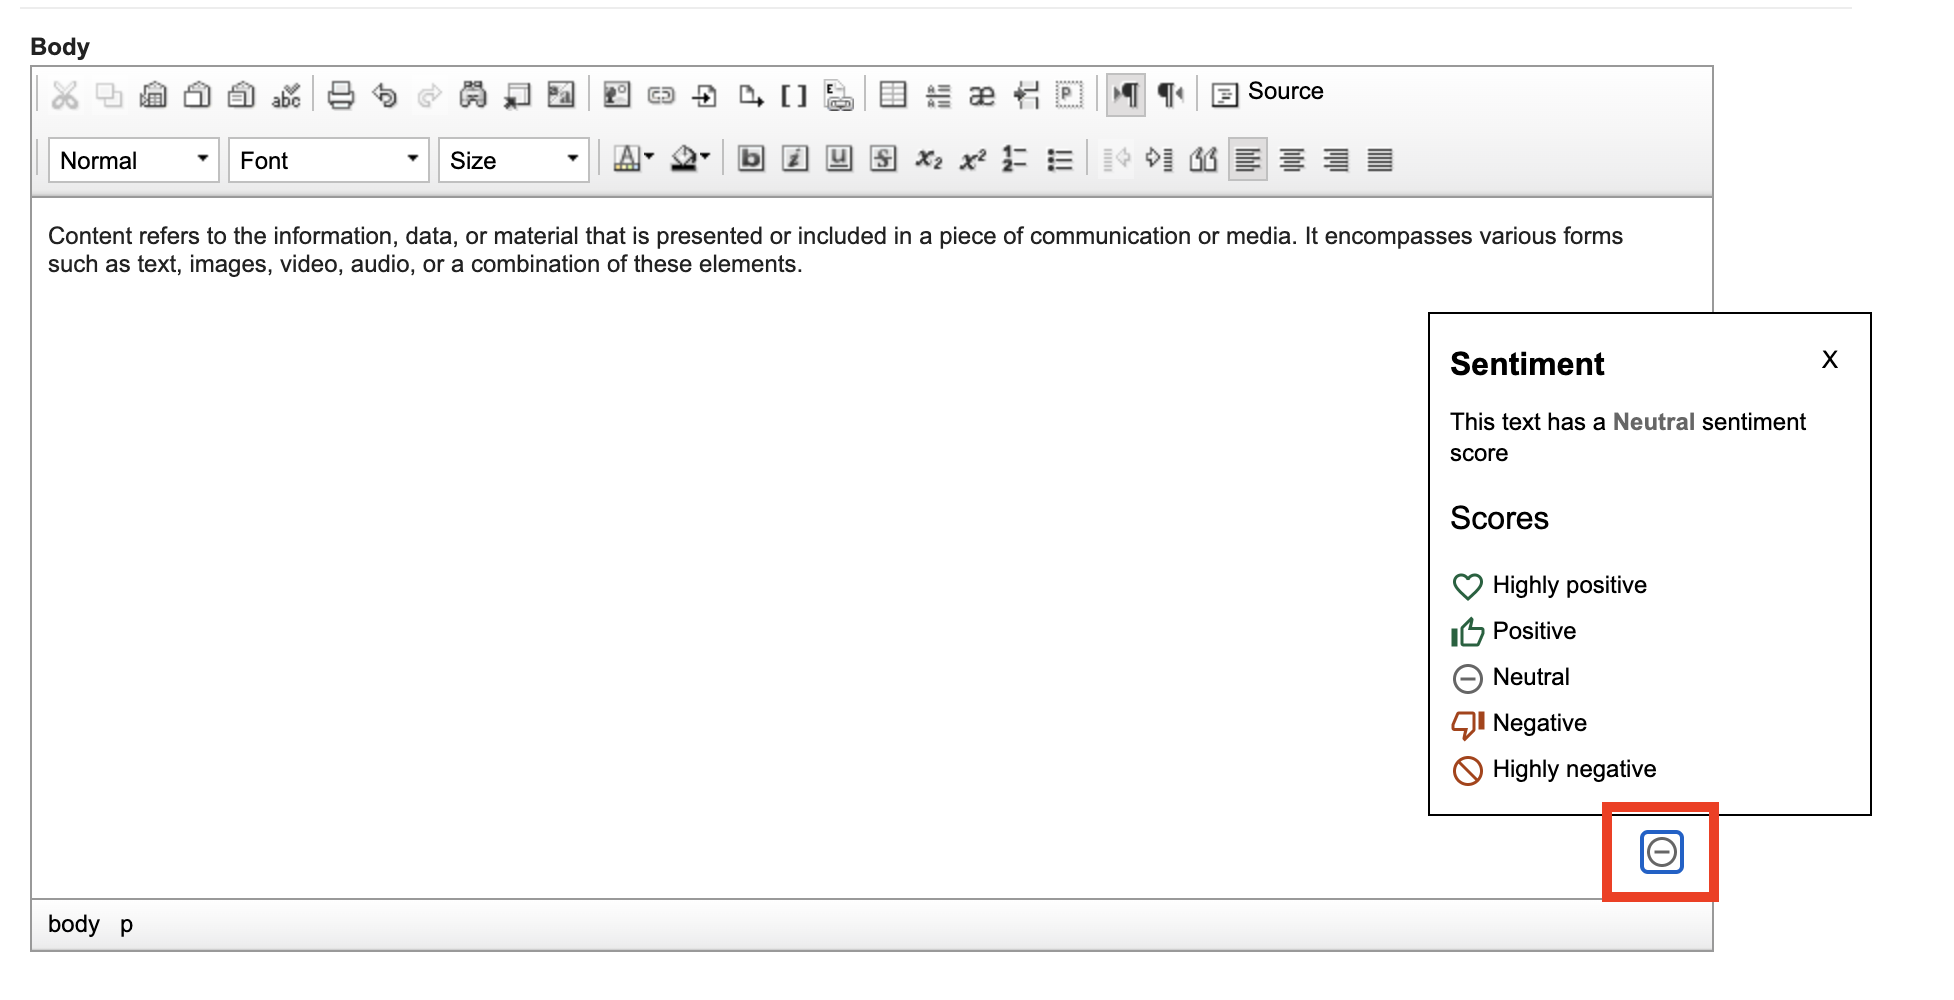 Body
abc
Source
Normal
Font
Size
Content refers to the information, data, or material that is presented or included in a piece of communication or media. It encompasses various forms
such as text, images, video, audio, or a combination of these elements.
Sentiment X
This text has a Neutral sentiment
score
Scores
Highly positive
Positive
Neutral
Negative
Highly negative
body p